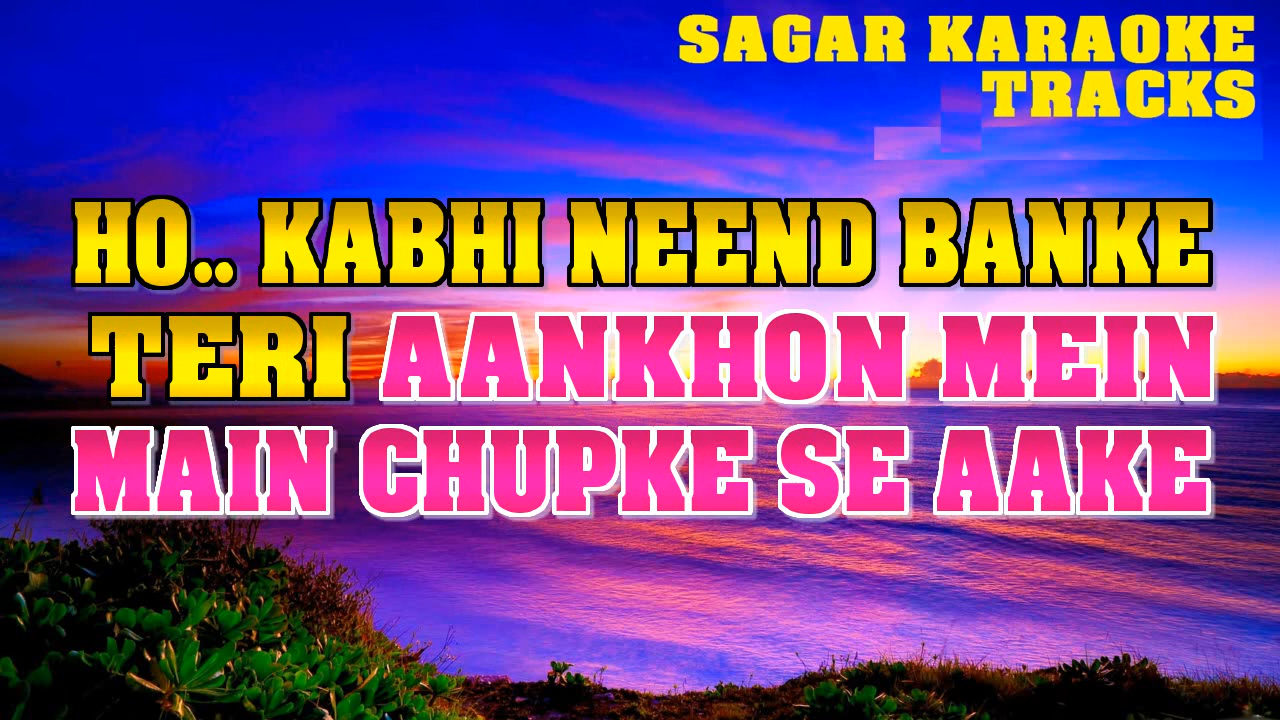 SAGAR KARAOKE
TRACKS
HO.. KABHI NEEND BANKE
TERI AANKHON MEIN
MAIN CHUPKE SE AAKE